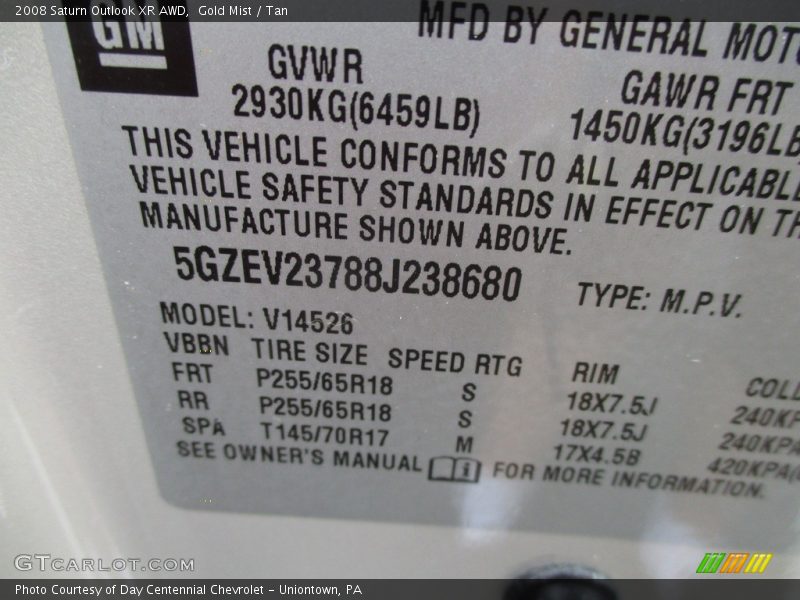 2008 Saturn Outlook XR AWD,  Gold Mist / Tan
GM
MFD BY GENERAL
GVWR
GAWR FRT
2930KG(6459LB)
1450KG(3196LB
THIS VEHICLE CONFORMS TO ALL APPLICABLE
VEHICLE SAFETY STANDARDS IN EFFECT ON
MANUFACTURE SHOWN ABOVE.
5GZEV23788J238680
TYPE: M.P.V.
MODEL: V14526
VBBN TIRE SIZE SPEED RTG RIM
FRT P255/65R18 S 18X7.5J
RR P255/65R18 S 18X7.5J 240KPA
SPA T145/70R17 M 17X4.5B 420KPA(
SEE OWNER'S MANUAL FOR MORE INFORMATION.
GTCARLOT.COM
Photo Courtesy of Day Centennial Chevrolet - Uniontown, PA